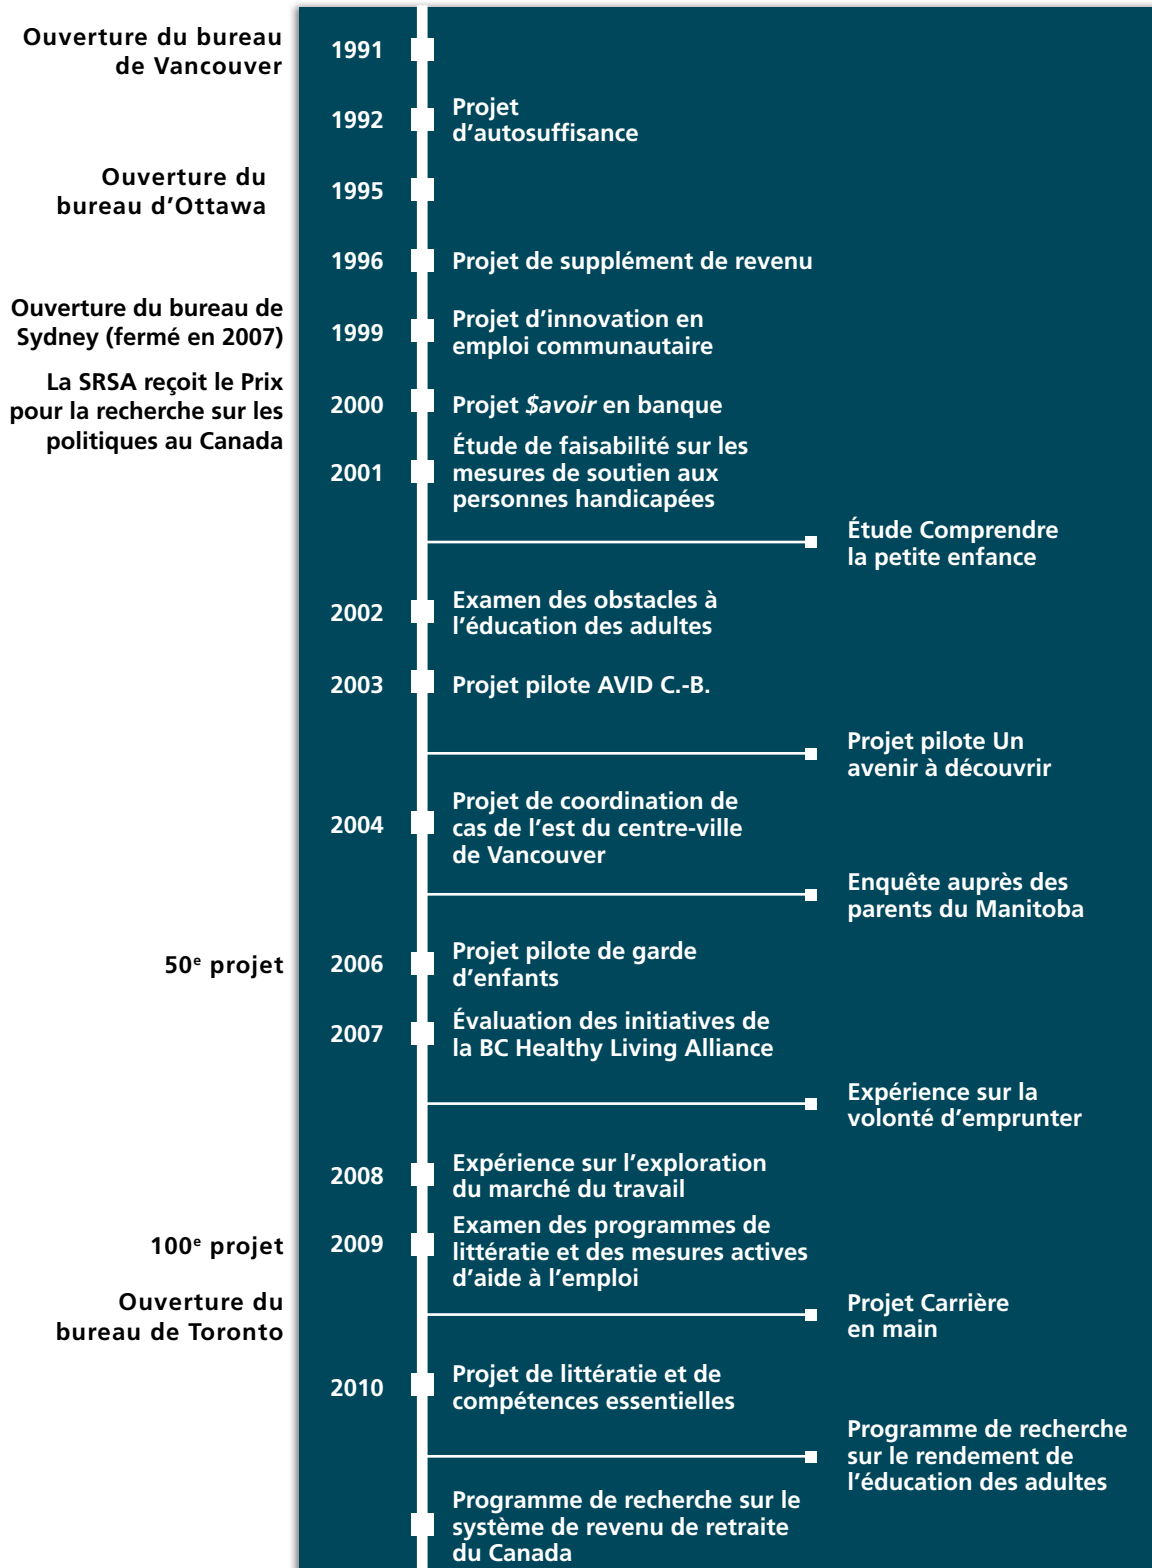 Ouverture du bureau
de Vancouver
1991
1992
Projet
d'autosuffisance
Ouverture du
bureau d'Ottawa
1995
1996
Projet de supplément de revenu
Ouverture du bureau de
Sydney (fermé en 2007)
1999
Projet d'innovation en
emploi communautaire
La SRSA reçoit le Prix
pour la recherche sur les
politiques au Canada
2000
Projet $avoir en banque
2001
Étude de faisabilité sur les
mesures de soutien aux
personnes handicapées
Étude Comprendre
la petite enfance
2002
Examen des obstacles à
l'éducation des adultes
2003
Projet pilote AVID C.-B.
Projet pilote Un
avenir à découvrir
2004
Projet de coordination de
cas de l'est du centre-ville
de Vancouver
Enquête auprès des
parents du Manitoba
50e projet
2006
Projet pilote de garde
d'enfants
2007
Évaluation des initiatives de
la BC Healthy Living Alliance
Expérience sur la
volonté d'emprunter
2008
Expérience sur l'exploration
du marché du travail
100e projet
2009
Examen des programmes de
littératie et des mesures actives
d'aide à l'emploi
Ouverture du
bureau de Toronto
Projet Carrière
en main
2010
Projet de littératie et de
compétences essentielles
Programme de recherche
sur le rendement de
l'éducation des adultes
Programme de recherche sur le
système de revenu de retraite
du Canada